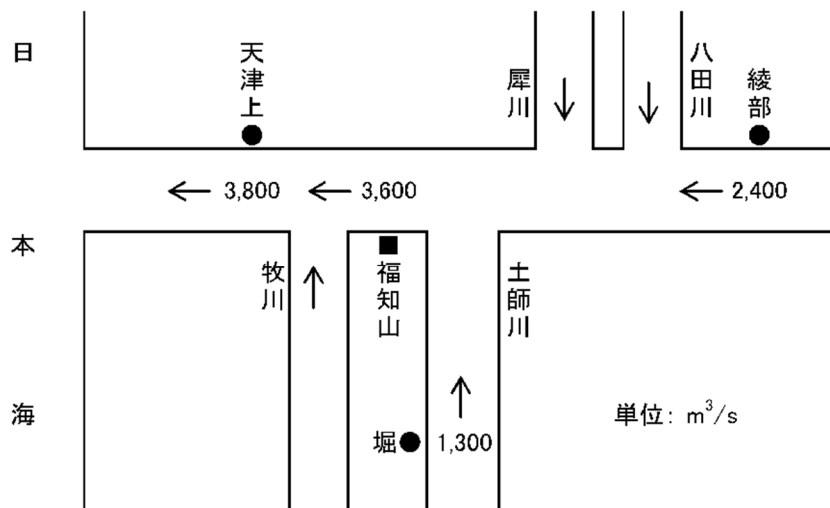 日本海
天津上
犀川
八田川
綾部
← 3,800 ← 3,600
← 2,400
牧川
福知山
土師川
堀
1,300
単位: m³/s